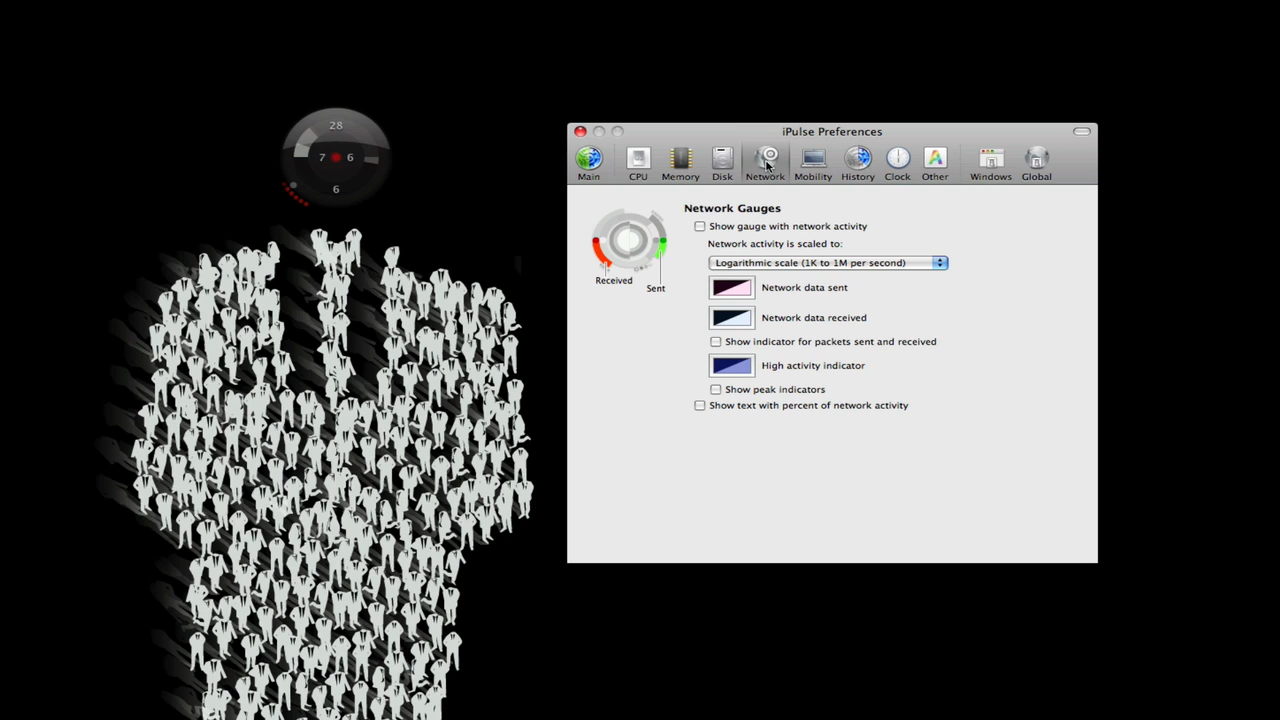 28
7 6
6
iPulse Preferences
Main CPU Memory Disk Network Mobility History Clock Other Windows Global
Network Gauges
Show gauge with network activity
Network activity is scaled to:
Logarithmic scale (1K to 1M per second)
Received
Sent
Network data sent
Network data received
Show indicator for packets sent and received
High activity indicator
Show peak indicators
Show text with percent of network activity